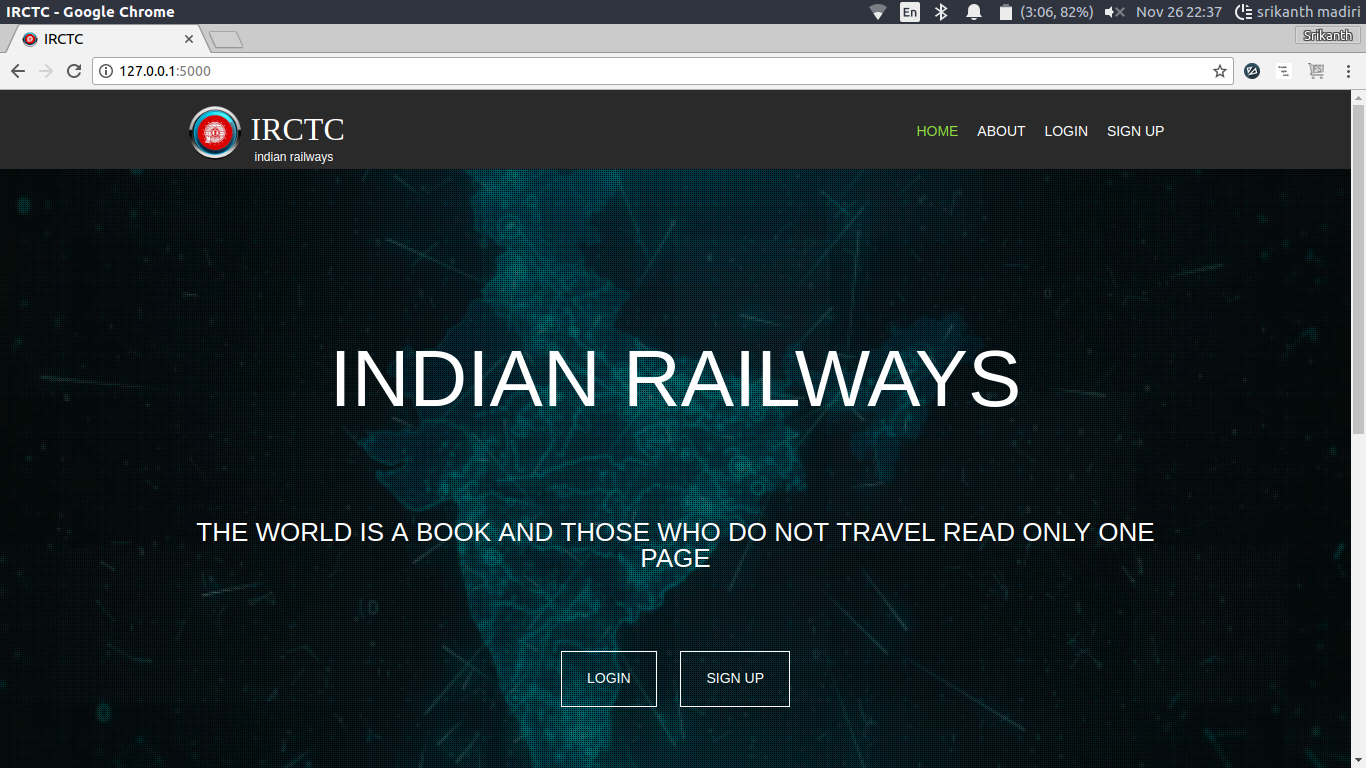 IRCTC - Google Chrome
En
(3:06, 82%)
Nov 26 22:37
srikanth madiri
IRCTC
Srikanth
127.0.0.1:5000
IRCTC
indian railways
HOME
ABOUT
LOGIN
SIGN UP
INDIAN RAILWAYS
THE WORLD IS A BOOK AND THOSE WHO DO NOT TRAVEL READ ONLY ONE
PAGE
LOGIN
SIGN UP